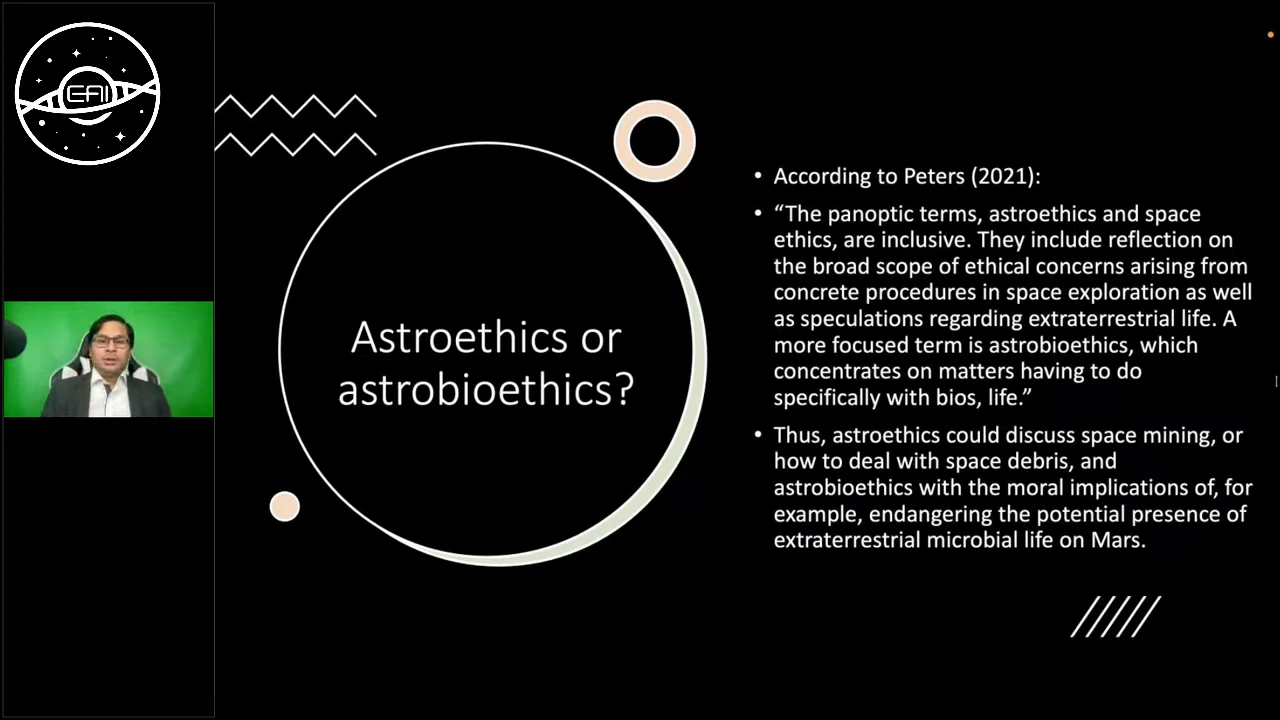 EAI
Astroethics or
astrobioethics?
• According to Peters (2021):
• “The panoptic terms, astroethics and space
ethics, are inclusive. They include reflection on
the broad scope of ethical concerns arising from
concrete procedures in space exploration as well
as speculations regarding extraterrestrial life. A
more focused term is astrobioethics, which
concentrates on matters having to do
specifically with bios, life.”
• Thus, astroethics could discuss space mining, or
how to deal with space debris, and
astrobioethics with the moral implications of, for
example, endangering the potential presence of
extraterrestrial microbial life on Mars.